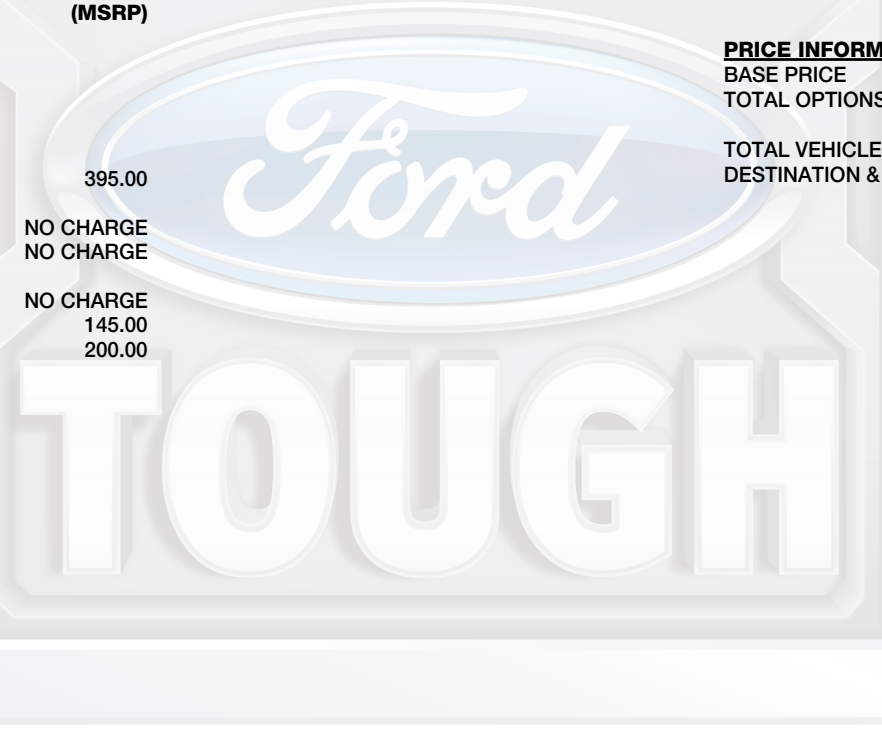 (MSRP)
395.00
NO CHARGE
NO CHARGE
NO CHARGE
145.00
200.00
PRICE INFORM
BASE PRICE
TOTAL OPTIONS
TOTAL VEHICLE
DESTINATION &
Ford
TOUGH